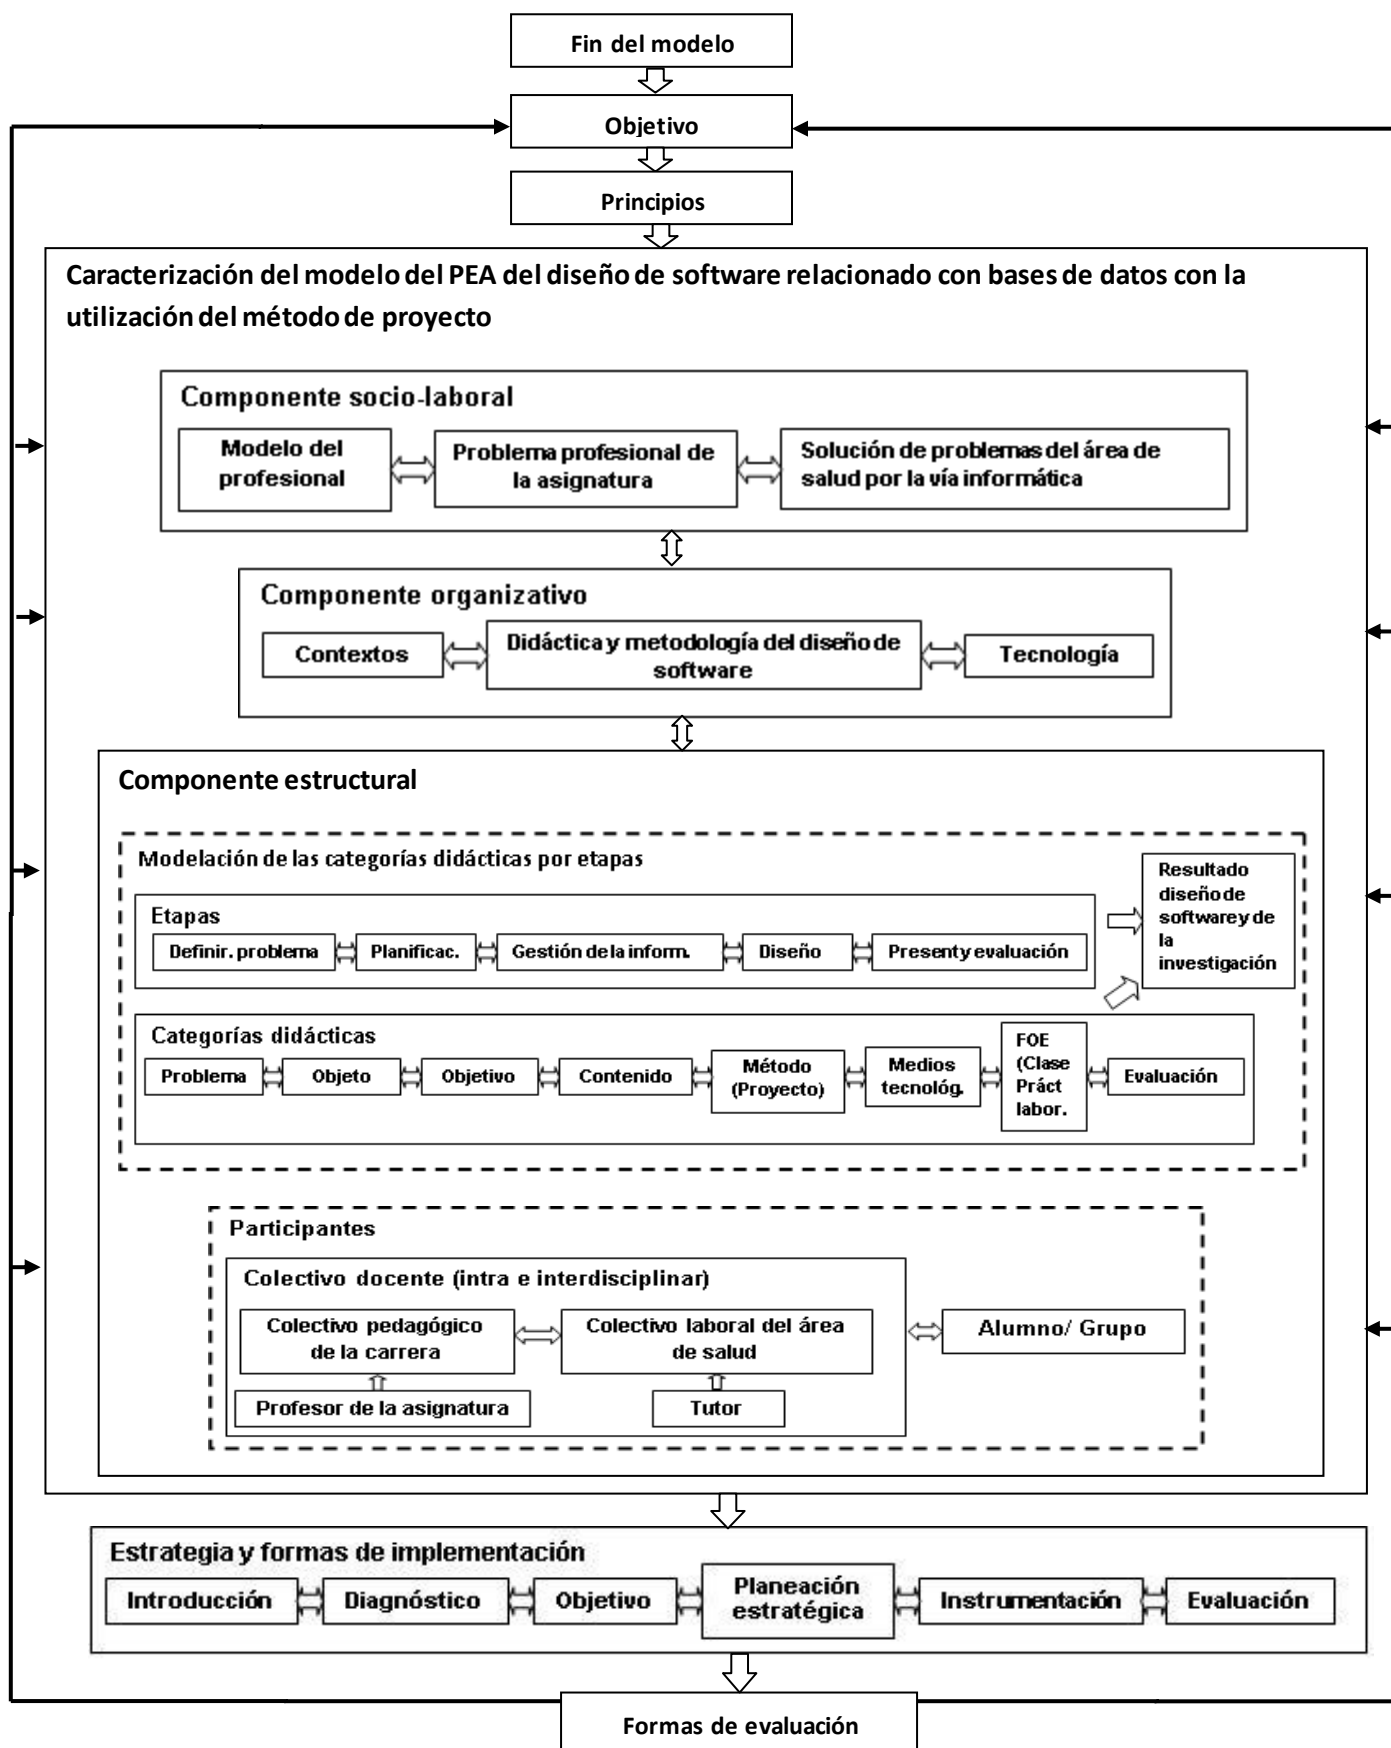 Fin del modelo
Objetivo
Principios
Caracterización del modelo del PEA del diseño de software relacionado con bases de datos con la
utilización del método de proyecto
Componente socio-laboral
Modelo del
profesional
Problema profesional de
la asignatura
Solución de problemas del área de
salud por la vía informática
Componente organizativo
Contextos
Didáctica y metodología del diseño de
software
Tecnología
Componente estructural
Modelación de las categorías didácticas por etapas
Resultado
diseño de
software y de
la
investigación
Etapas
Definir. problema
Planificac.
Gestión de la inform.
Diseño
Present y evaluación
Categorías didácticas
Problema
Objeto
Objetivo
Contenido
Método
(Proyecto)
Medios
tecnológ.
FOE
(Clase
Práct
labor.
Evaluación
Participantes
Colectivo docente (intra e interdisciplinar)
Colectivo pedagógico
de la carrera
Colectivo laboral del área
de salud
Alumno/ Grupo
Profesor de la asignatura
Tutor
Estrategia y formas de implementación
Introducción
Diagnóstico
Objetivo
Planeación
estratégica
Instrumentación
Evaluación
Formas de evaluación